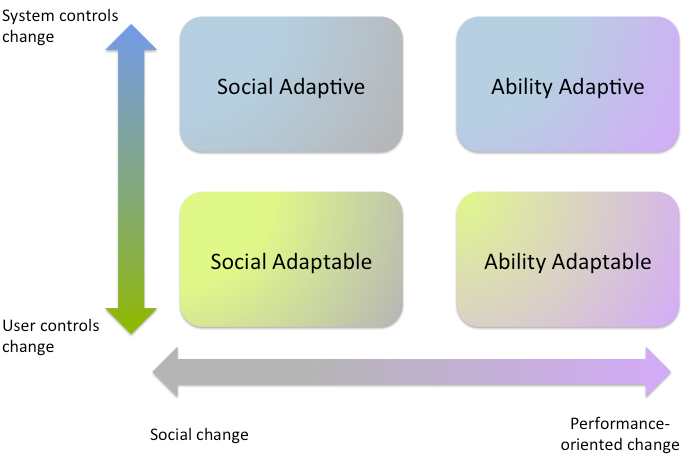 System controls
change
Social Adaptive
Ability Adaptive
Social Adaptable
Ability Adaptable
User controls
change
Social change
Performance-
oriented change